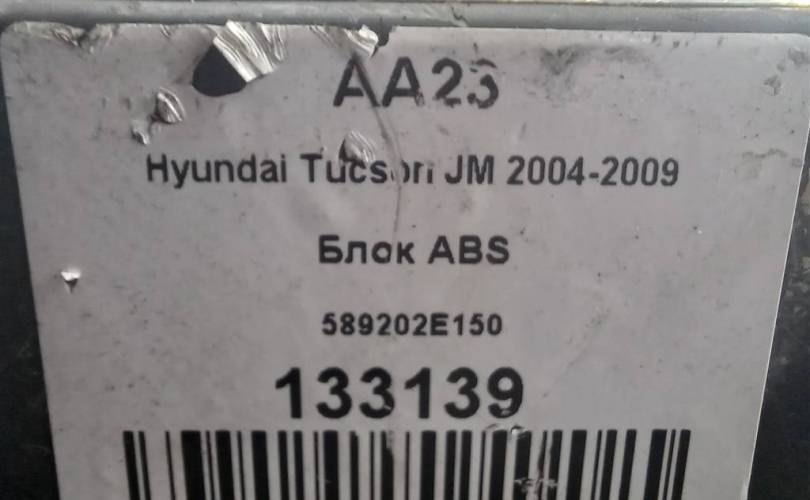 AA23
Hyundai Tucson JM 2004-2009
Блок ABS
589202E150
133139